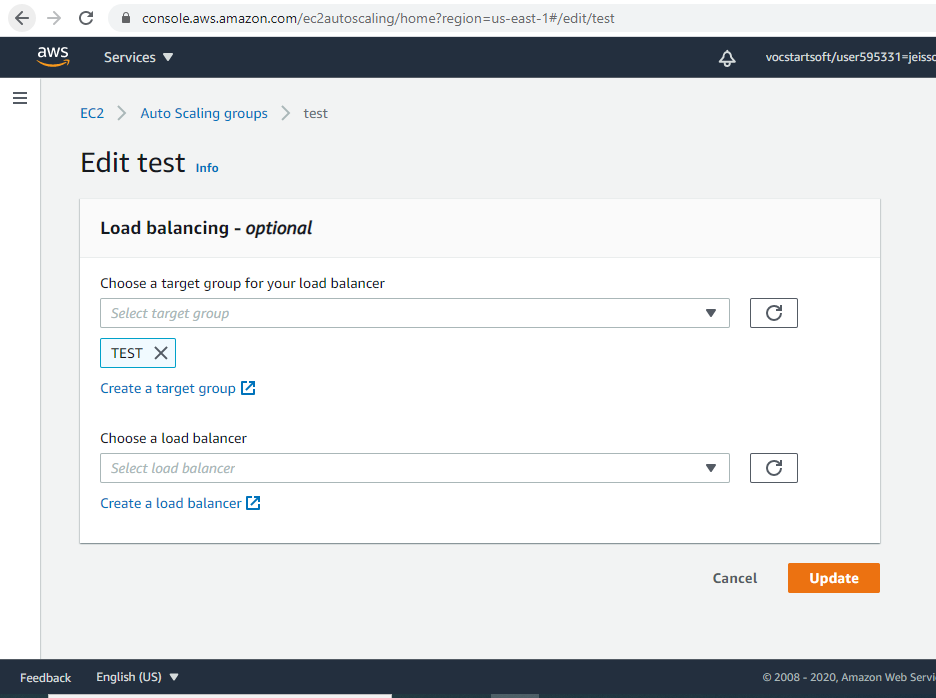 console.aws.amazon.com/ec2autoscaling/home?region=us-east-1#/edit/test
aws
Services
vocstartsoft/user595331=jeissc
EC2
Auto Scaling groups
test
Edit test Info
Load balancing - optional
Choose a target group for your load balancer
Select target group
TEST
Create a target group
Choose a load balancer
Select load balancer
Create a load balancer
Cancel
Update
Feedback
English (US)
© 2008 - 2020, Amazon Web Servi